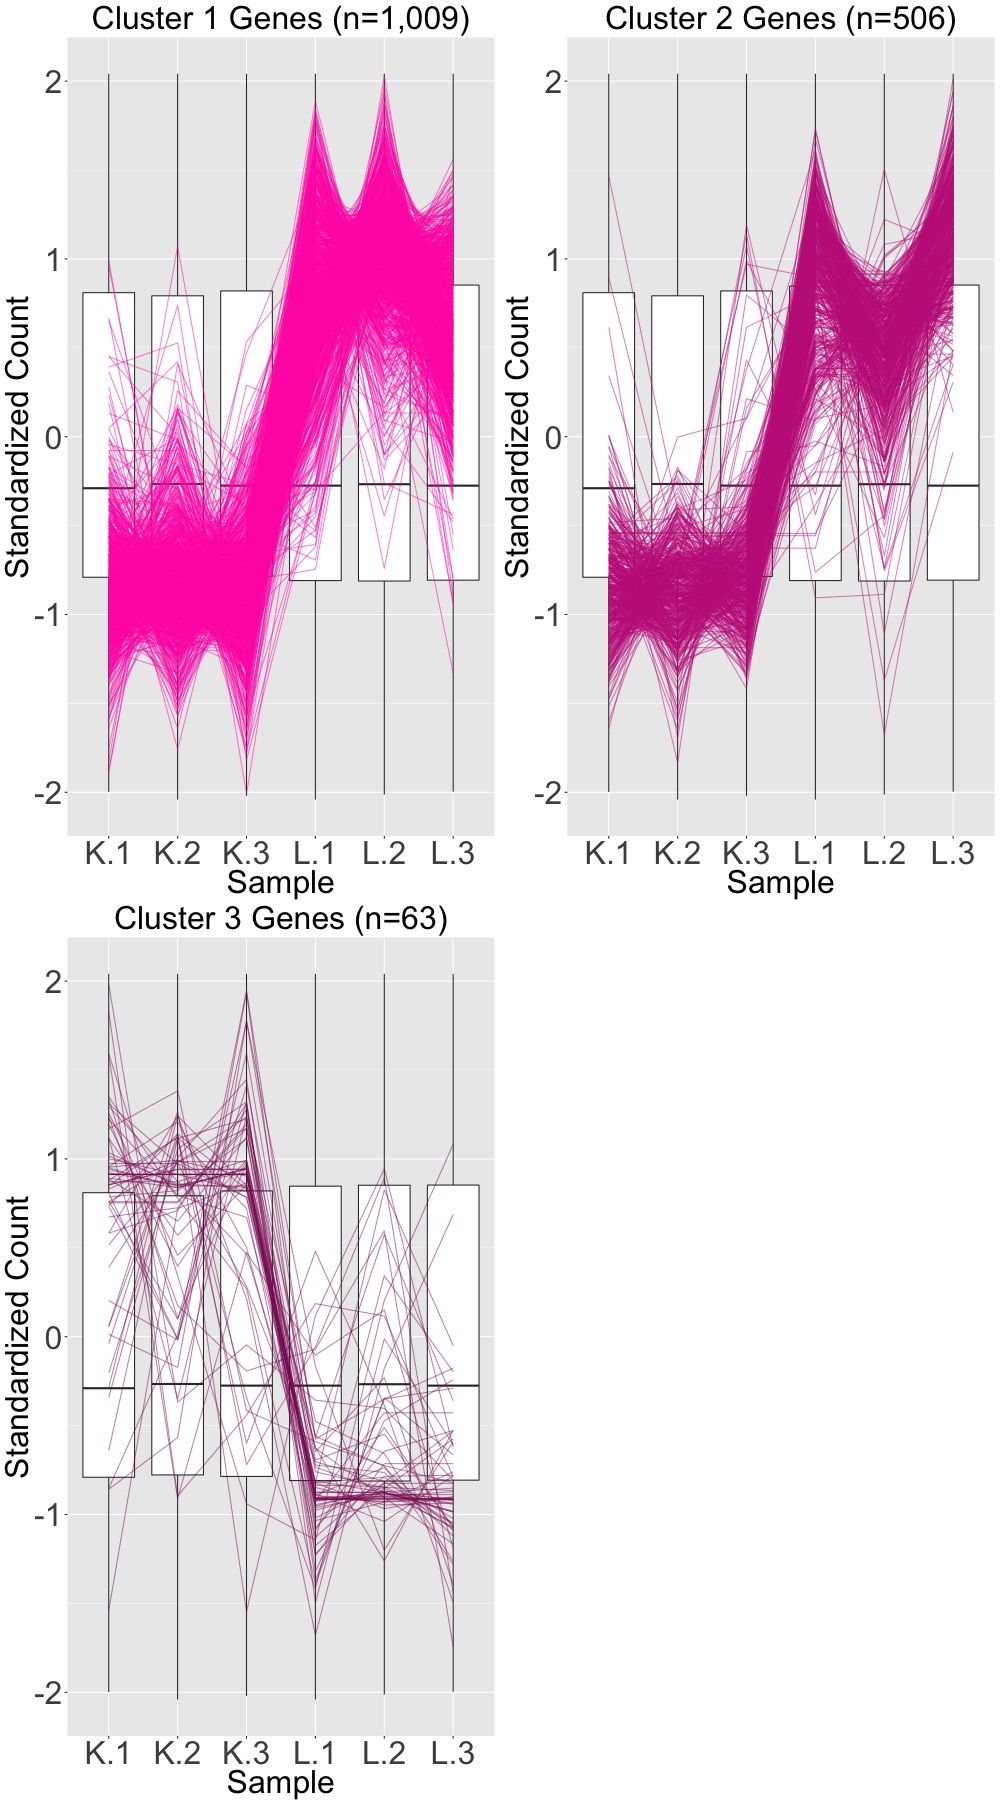 Cluster 1 Genes (n=1,009)
Standardized Count
2
1
0
-1
-2
K.1 K.2 K.3 L.1 L.2 L.3
Sample
Cluster 2 Genes (n=506)
Standardized Count
2
1
0
-1
-2
K.1 K.2 K.3 L.1 L.2 L.3
Sample
Cluster 3 Genes (n=63)
Standardized Count
2
1
0
-1
-2
K.1 K.2 K.3 L.1 L.2 L.3
Sample